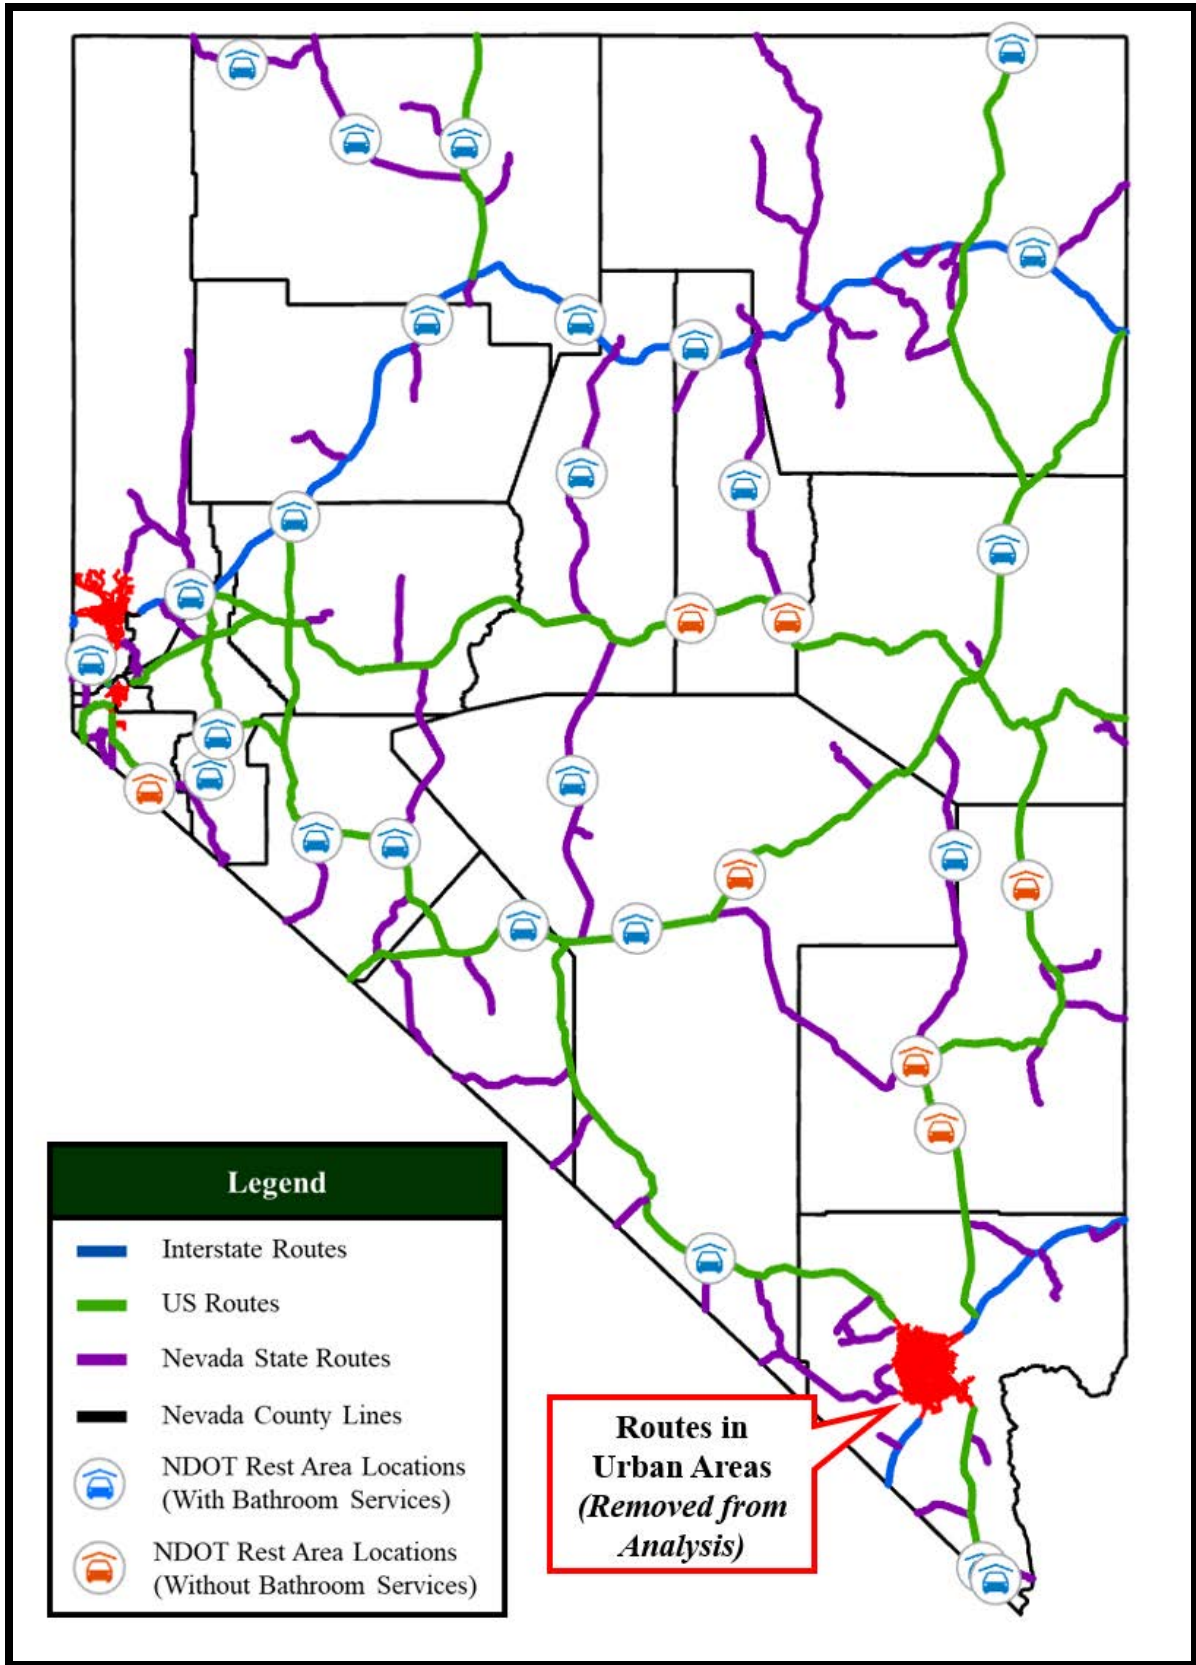 Legend
Interstate Routes
US Routes
Nevada State Routes
Nevada County Lines
NDOT Rest Area Locations
(With Bathroom Services)
NDOT Rest Area Locations
(Without Bathroom Services)
Routes in
Urban Areas
(Removed from
Analysis)